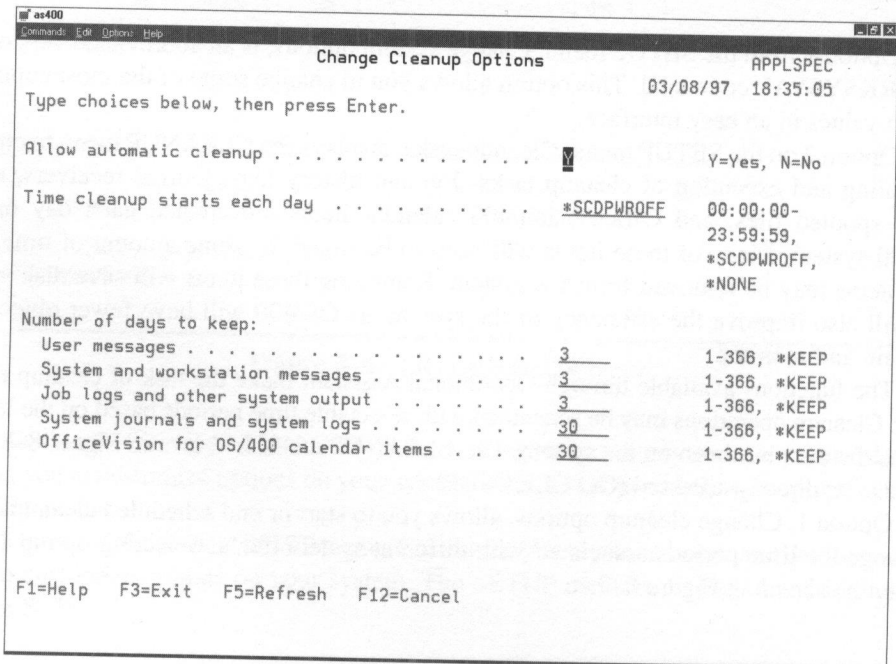 as400
Commands Edit Options Help
Change Cleanup Options APPLSPEC
03/08/97 18:35:05
Type choices below, then press Enter.
Allow automatic cleanup . . . . . . . . . . . . Y Y=Yes, N=No
Time cleanup starts each day . . . . . . . . . *SCDPWROFF 00:00:00-
23:59:59,
*SCDPWROFF,
*NONE
Number of days to keep:
User messages . . . . . . . . . . . . . . . . . 3 1-366, *KEEP
System and workstation messages . . . . . . . . 3 1-366, *KEEP
Job logs and other system output . . . . . . . 3 1-366, *KEEP
System journals and system logs . . . . . . . . 30 1-366, *KEEP
OfficeVision for OS/400 calendar items . . . . 30 1-366, *KEEP
F1=Help F3=Exit F5=Refresh F12=Cancel